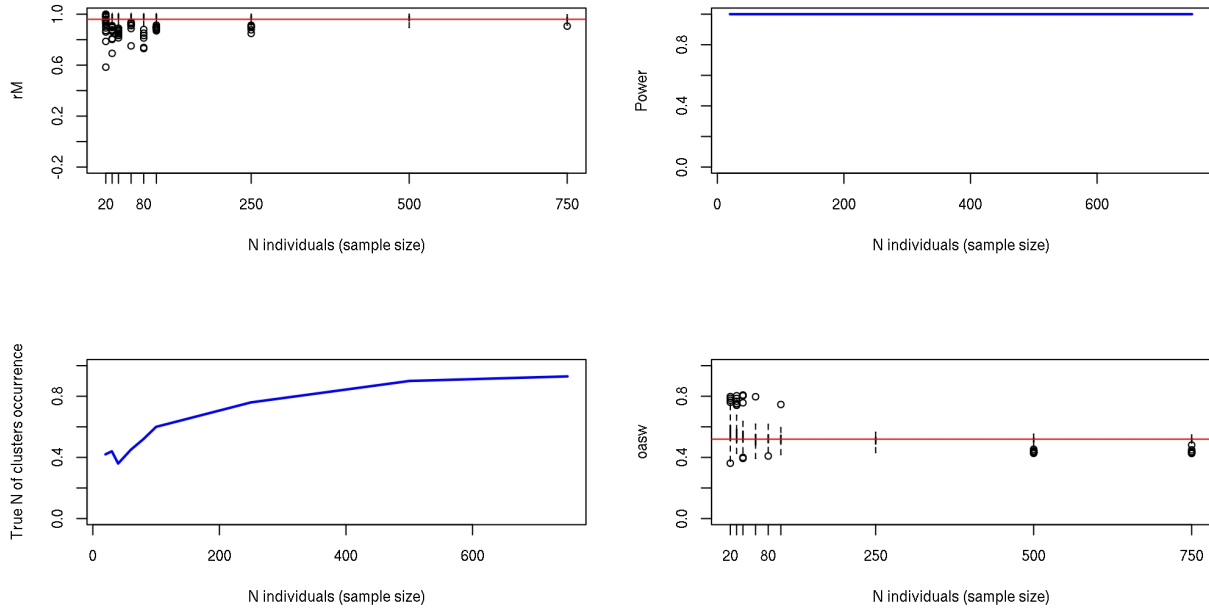 rM
1.0
0.6
0.2
-0.2
20 80 250 500 750
N individuals (sample size)
Power
0.8
0.4
0.0
0 200 400 600
N individuals (sample size)
True N of clusters occurrence
0.8
0.4
0.0
0 200 400 600
N individuals (sample size)
oasw
0.8
0.4
0.0
20 80 250 500 750
N individuals (sample size)